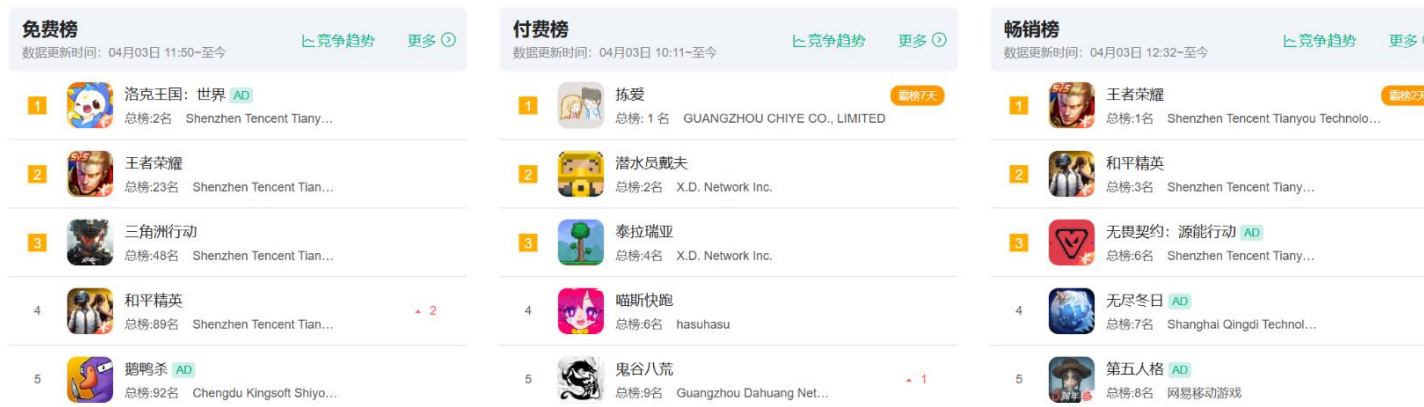 免费榜
数据更新时间：04月03日 11:50~至今
竞争趋势
更多
1
洛克王国：世界 AD
总榜:2名 Shenzhen Tencent Tiany…
2
王者荣耀
总榜:23名 Shenzhen Tencent Tian…
3
三角洲行动
总榜:48名 Shenzhen Tencent Tian…
4
和平精英
总榜:89名 Shenzhen Tencent Tian…
2
5
鹅鸭杀 AD
总榜:92名 Chengdu Kingsoft Shiyo…
付费榜
数据更新时间：04月03日 10:11~至今
竞争趋势
更多
1
拣爱
霸榜7天
总榜: 1 名 GUANGZHOU CHIYE CO., LIMITED
2
潜水员戴夫
总榜:2名 X.D. Network Inc.
3
泰拉瑞亚
总榜:4名 X.D. Network Inc.
4
喵斯快跑
总榜:6名 hasuhasu
5
鬼谷八荒
总榜:9名 Guangzhou Dahuang Net…
1
畅销榜
数据更新时间：04月03日 12:32~至今
竞争趋势
更多
1
王者荣耀
霸榜2天
总榜:1名 Shenzhen Tencent Tianyou Technolo…
2
和平精英
总榜:3名 Shenzhen Tencent Tiany…
3
无畏契约：源能行动 AD
总榜:6名 Shenzhen Tencent Tiany…
4
无尽冬日 AD
总榜:7名 Shanghai Qingdi Technol…
5
第五人格 AD
总榜:8名 网易移动游戏